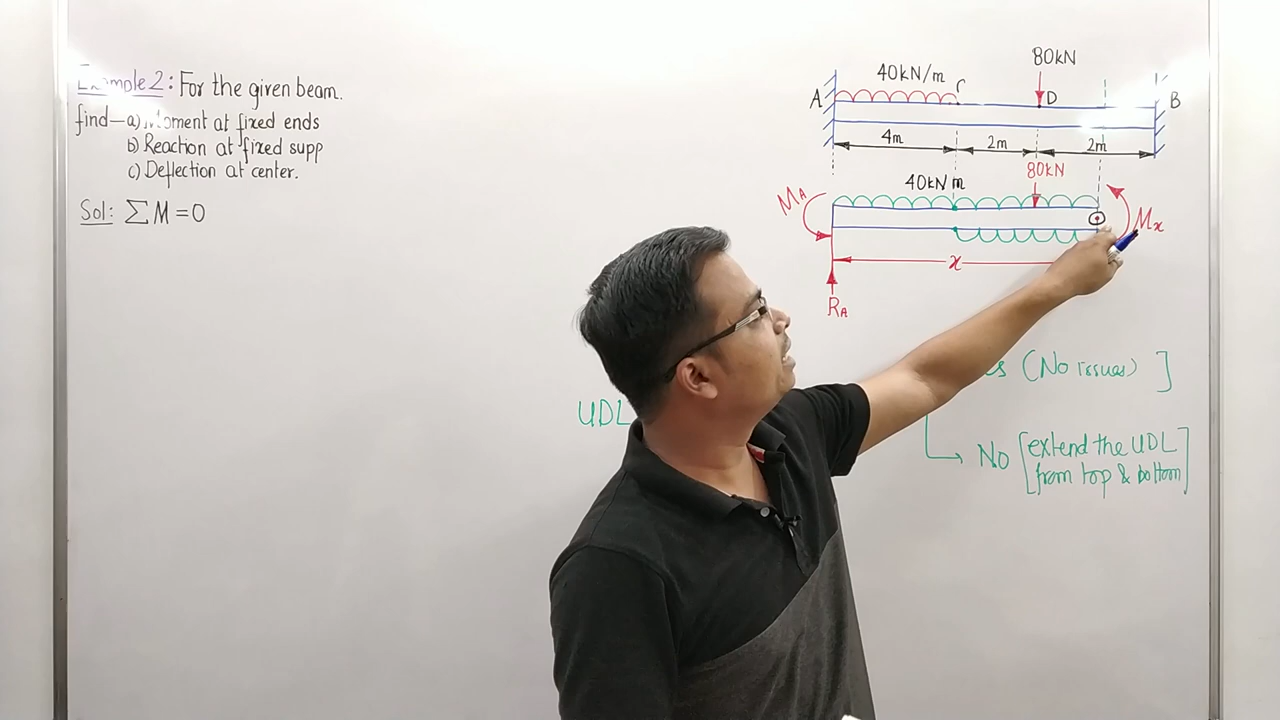 Example 2: For the given beam.
find—a) Moment at fixed ends
b) Reaction at fixed supp
c) Deflection at center.
Sol: ∑M=0
80kN
40kN/m
A
C
D
B
4m
2m
2m
40kN m
80kN
MA
Mx
x
RA
(No issues) ]
UDL
No [extend the UDL
from top & bottom]